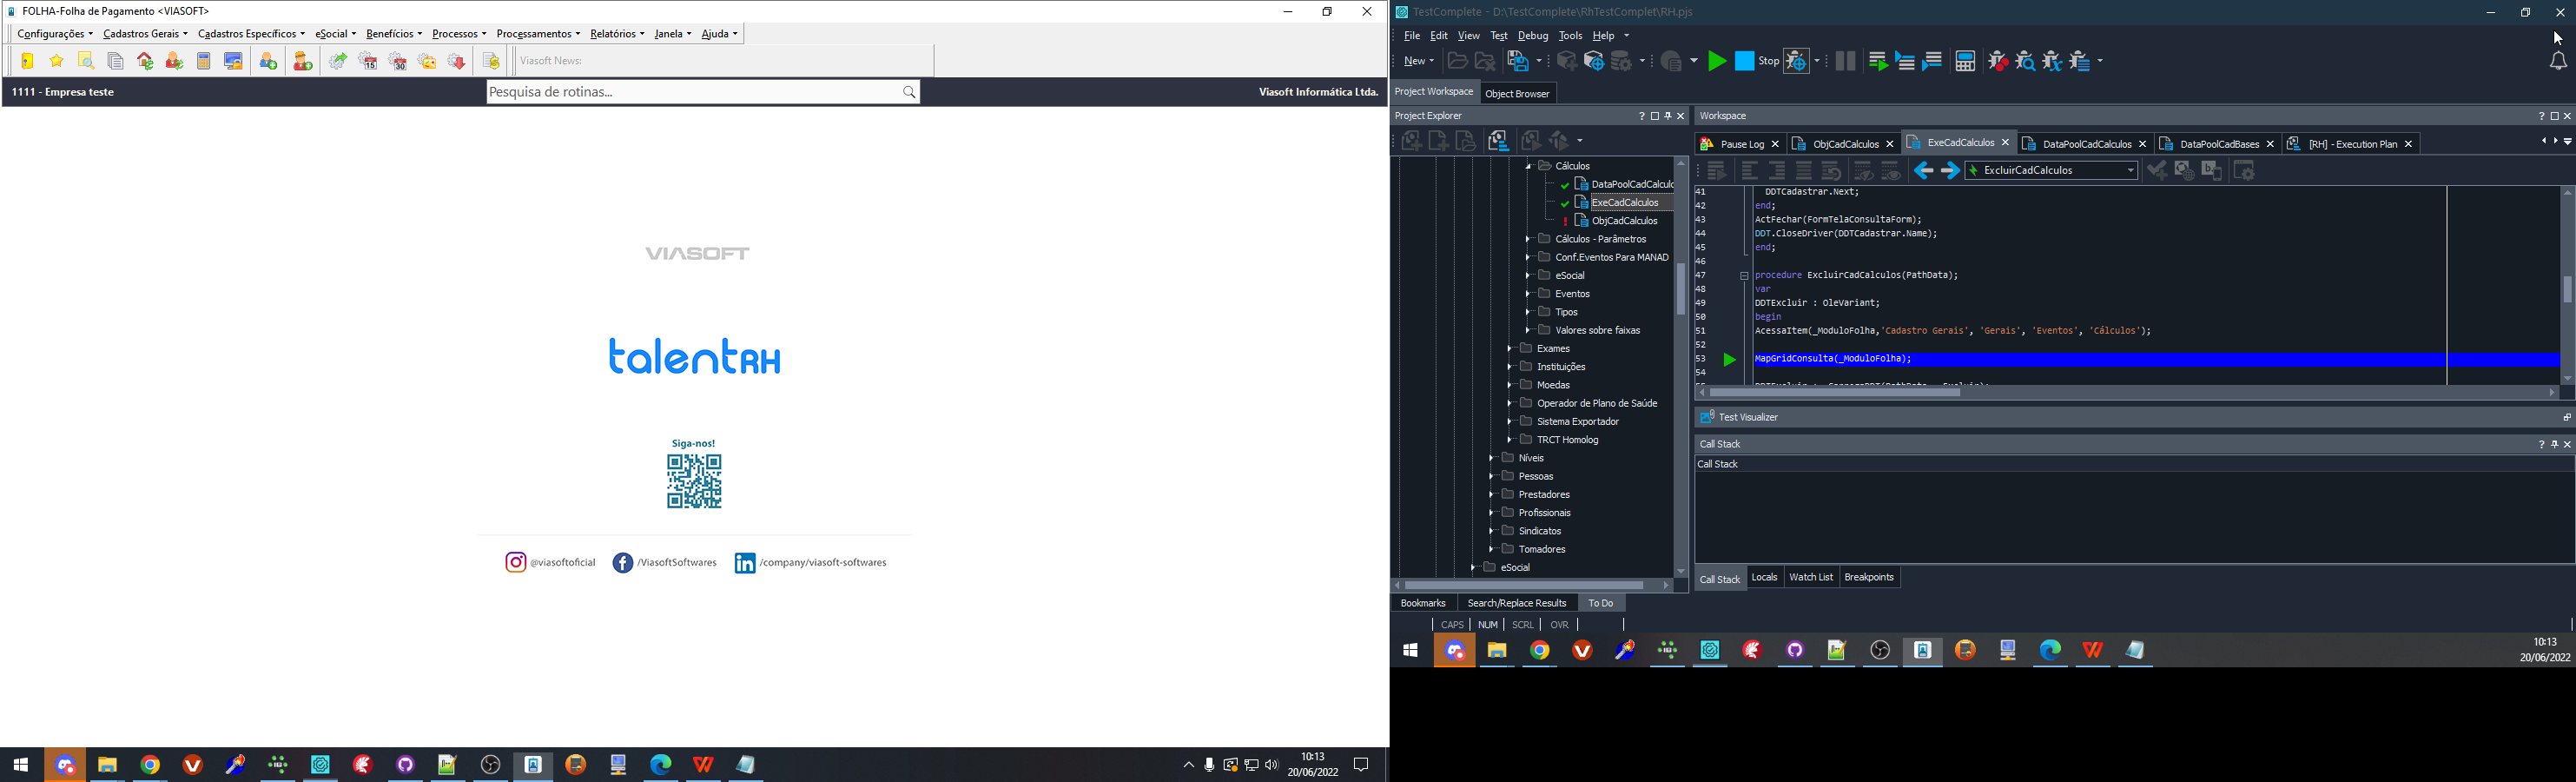 FOLHA-Folha de Pagamento <VIASOFT>
Configurações Cadastros Gerais Cadastros Específicos eSocial Benefícios Processos Processamentos Relatórios Janela Ajuda
15 30 Viasoft News:
1111 - Empresa teste Pesquisa de rotinas... Viasoft Informática Ltda.
VIASOFT
talentRH
Siga-nos!
@viasoftoficial /ViasoftSoftwares /company/viasoft-softwares
10:13
20/06/2022
TestComplete - D:\TestComplete\RhTestComplet\RH.pjs
File Edit View Test Debug Tools Help
New Stop
Project Workspace Object Browser
Project Explorer
Cálculos
DataPoolCadCalculo
ExeCadCalculos
ObjCadCalculos
Cálculos - Parâmetros
Conf.Eventos Para MANAD
eSocial
Eventos
Tipos
Valores sobre faixas
Exames
Instituições
Moedas
Operador de Plano de Saúde
Sistema Exportador
TRCT Homolog
Níveis
Pessoas
Prestadores
Profissionais
Sindicatos
Tomadores
eSocial
Bookmarks Search/Replace Results To Do
Workspace
Pause Log ObjCadCalculos ExeCadCalculos DataPoolCadCalculos DataPoolCadBases [RH] - Execution Plan
ExcluirCadCalculos
41 DDTCadastrar.Next;
42 end;
43 ActFechar(FormTelaConsultaForm);
44 DDT.CloseDriver(DDTCadastrar.Name);
45 end;
46
47 procedure ExcluirCadCalculos(PathData);
48 var
49 DDTExcluir : OleVariant;
50 begin
51 AcessaItem(_ModuloFolha,'Cadastro Gerais', 'Gerais', 'Eventos', 'Cálculos');
52
53 MapGridConsulta(_ModuloFolha);
54
Test Visualizer
Call Stack
Call Stack
Call Stack Locals Watch List Breakpoints
CAPS NUM SCRL OVR
10:13
20/06/2022